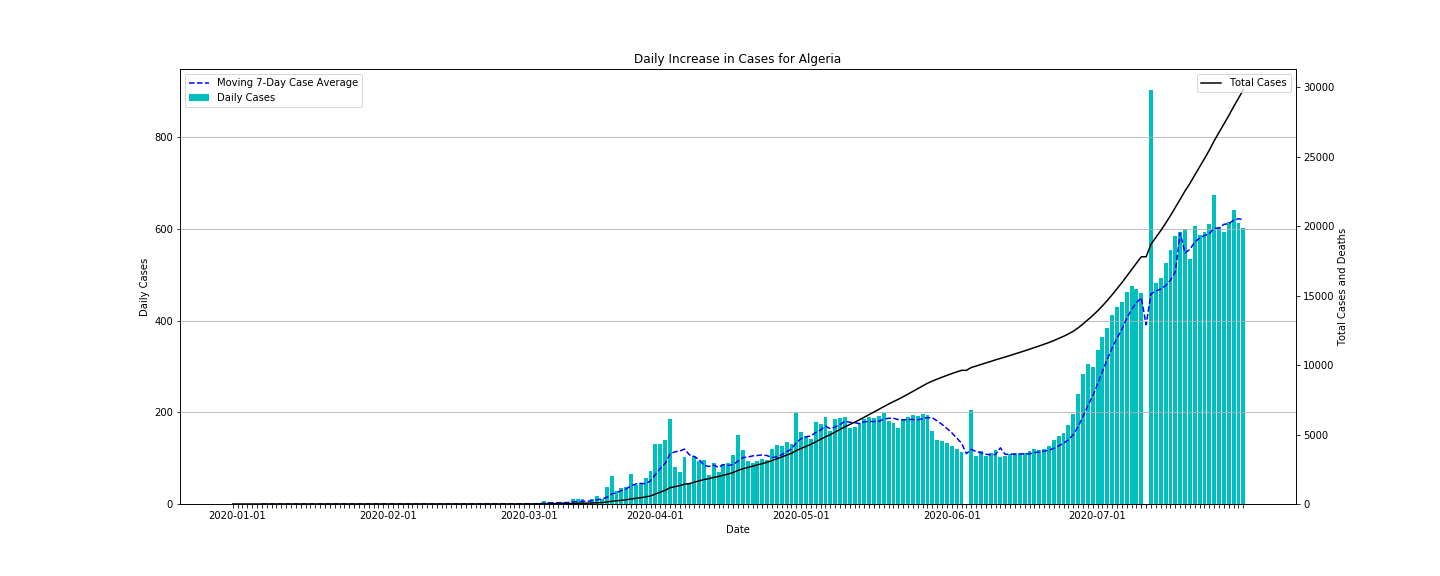 Daily Increase in Cases for Algeria
Moving 7-Day Case Average
Daily Cases
Total Cases
800
600
400
200
0
Daily Cases
30000
25000
20000
15000
10000
5000
0
Total Cases and Deaths
2020-01-01 2020-02-01 2020-03-01 2020-04-01 2020-05-01 2020-06-01 2020-07-01
Date